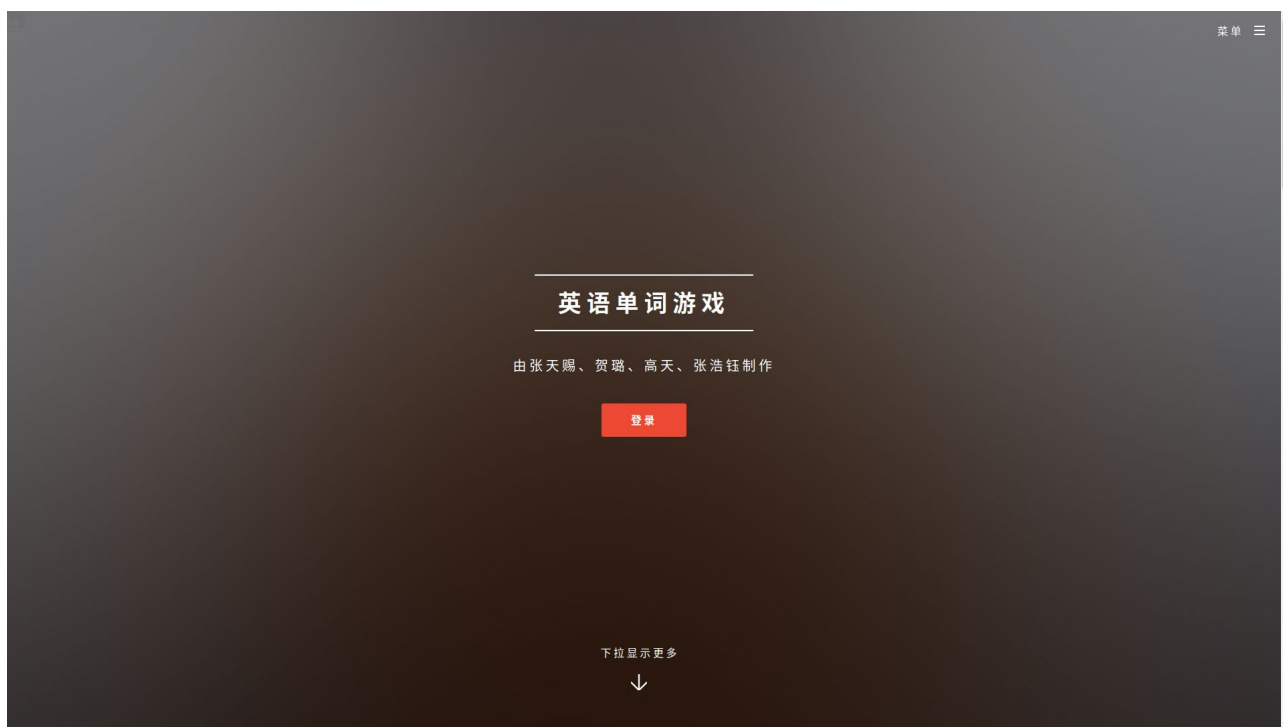 菜单
英语单词游戏
由张天赐、贺璐、高天、张浩钰制作
登录
下拉显示更多